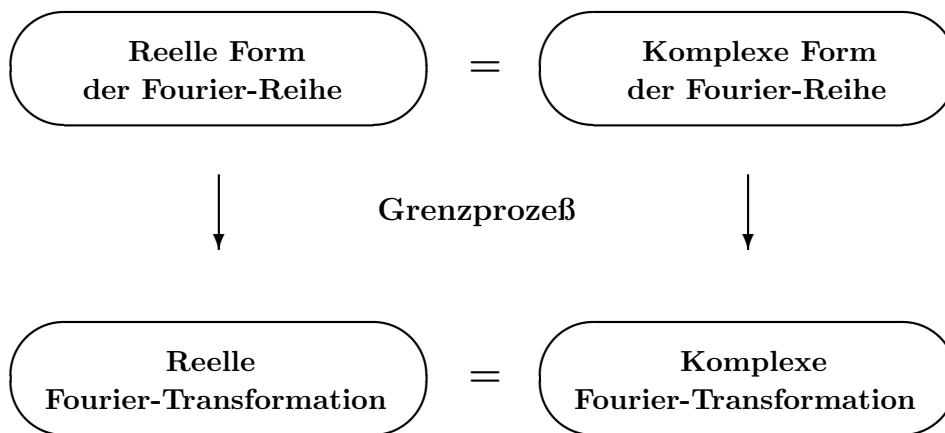 Reelle Form
der Fourier-Reihe
=
Komplexe Form
der Fourier-Reihe
Grenzprozeß
Reelle
Fourier-Transformation
=
Komplexe
Fourier-Transformation